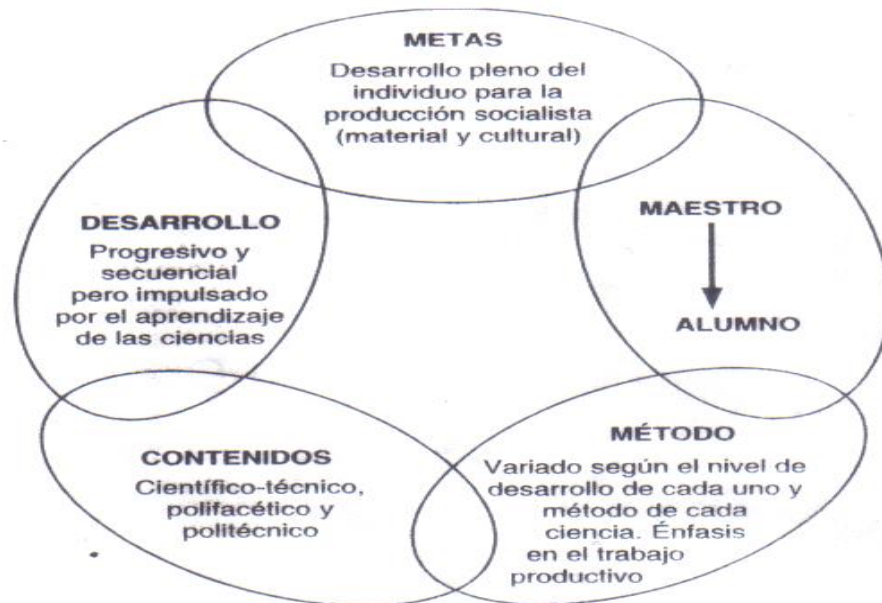 METAS
Desarrollo pleno del
individuo para la
producción socialista
(material y cultural)
MAESTRO
ALUMNO
DESARROLLO
Progresivo y
secuencial
pero impulsado
por el aprendizaje
de las ciencias
CONTENIDOS
Científico-técnico,
polifacético y
politécnico
MÉTODO
Variado según el nivel de
desarrollo de cada uno y
método de cada
ciencia. Énfasis
en el trabajo
productivo